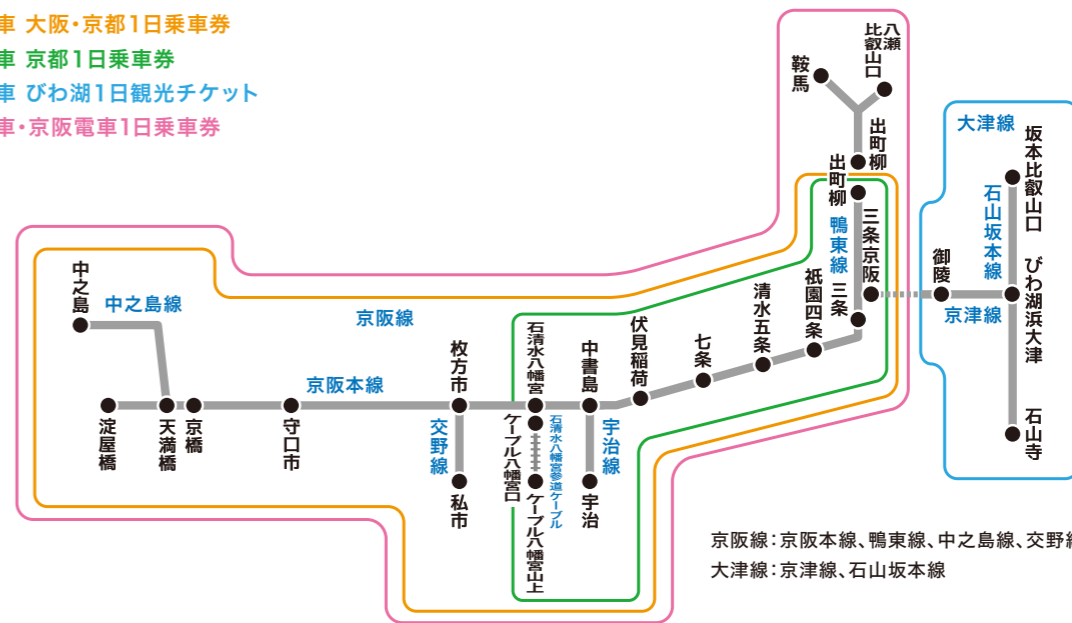 車 大阪・京都1日乗車券
車 京都1日乗車券
車 びわ湖1日観光チケット
車・京阪電車1日乗車券
八瀬比叡山口
鞍馬
出町柳
出町柳
鴨東線
三条京阪
三条
祇園四条
清水五条
七条
伏見稲荷
大津線
坂本比叡山口
石山坂本線
御陵
京津線
びわ湖浜大津
石山寺
中之島
中之島線
京阪線
京阪本線
淀屋橋
天満橋
京橋
守口市
枚方市
交野線
私市
石清水八幡宮
ケーブル八幡宮口
石清水八幡宮参道ケーブル
ケーブル八幡宮山上
中書島
宇治線
宇治
京阪線：京阪本線、鴨東線、中之島線、交野
大津線：京津線、石山坂本線